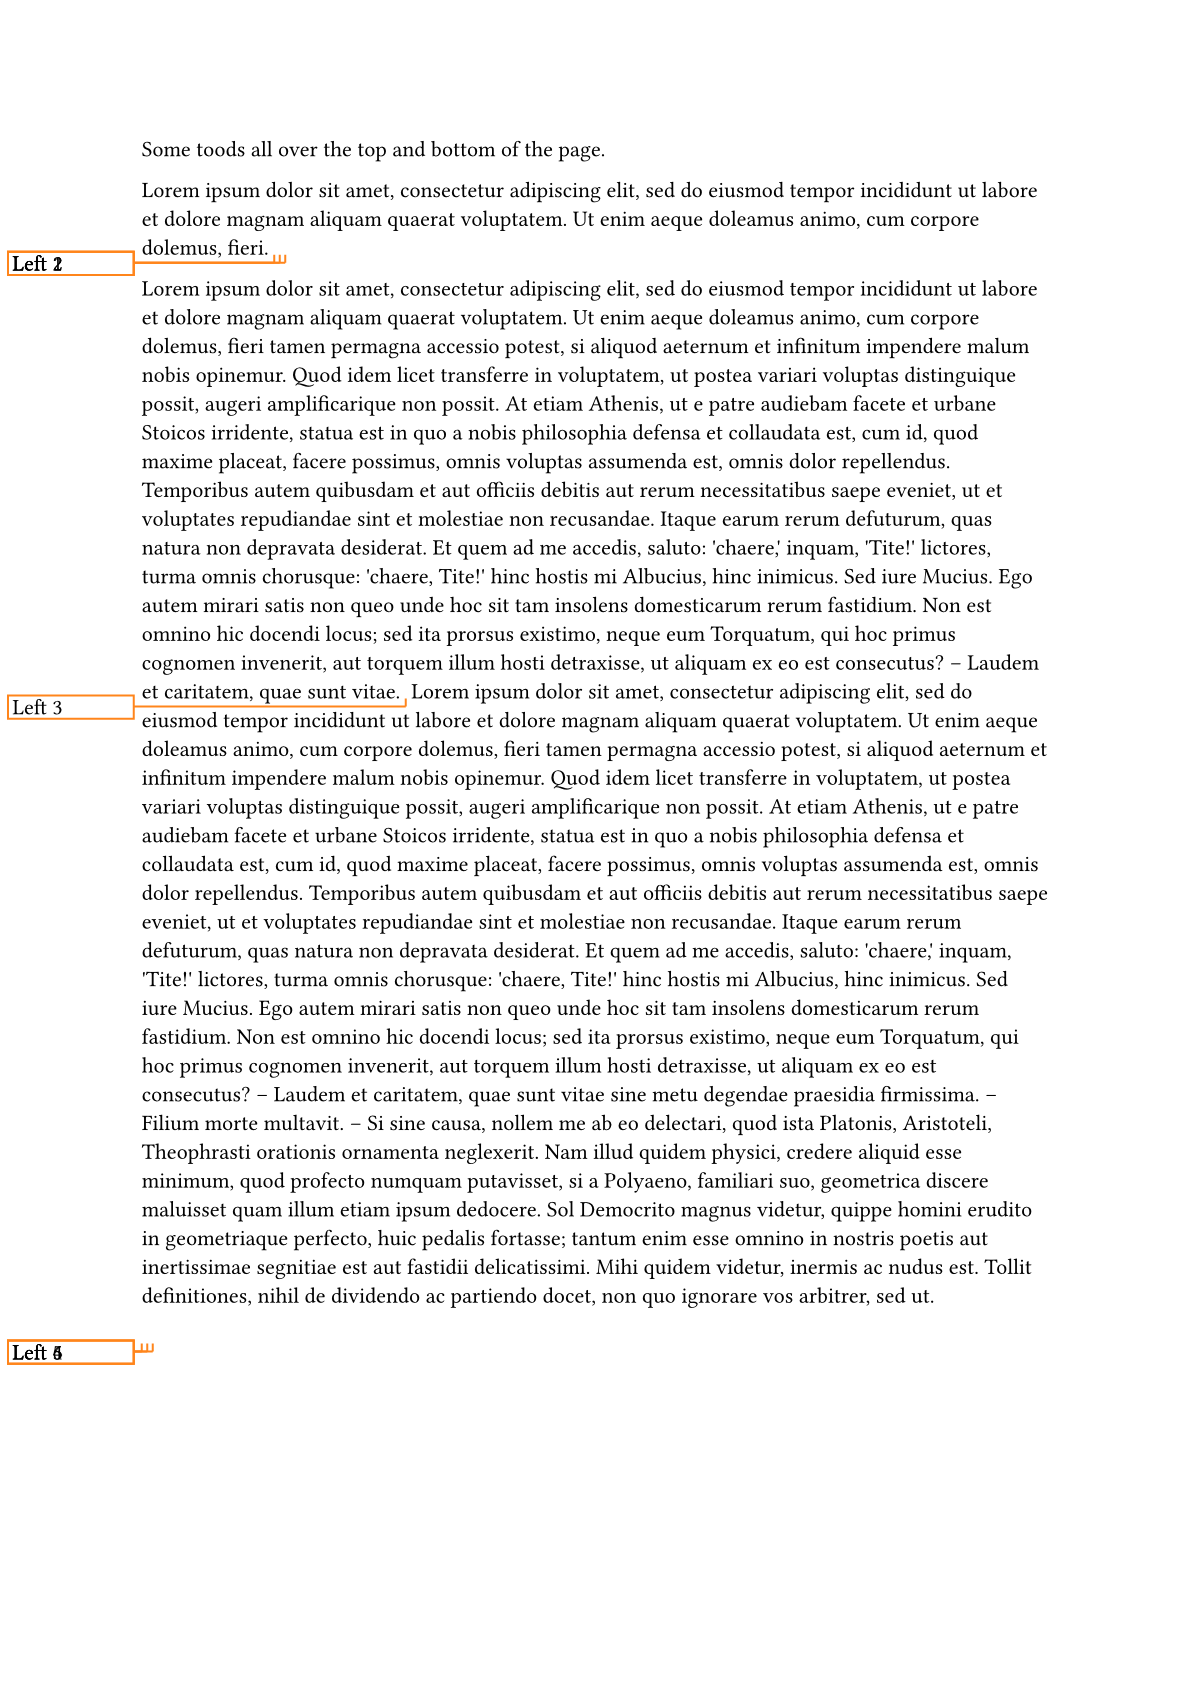 Some toods all over the top and bottom of the page.
Lorem ipsum dolor sit amet, consectetur adipiscing elit, sed do eiusmod tempor incididunt ut labore
et dolore magnam aliquam quaerat voluptatem. Ut enim aeque doleamus animo, cum corpore
dolemus, fieri.
Left
Lorem ipsum dolor sit amet, consectetur adipiscing elit, sed do eiusmod tempor incididunt ut labore
et dolore magnam aliquam quaerat voluptatem. Ut enim aeque doleamus animo, cum corpore
dolemus, fieri tamen permagna accessio potest, si aliquod aeternum et infinitum impendere malum
nobis opinemur. Quod idem licet transferre in voluptatem, ut postea variari voluptas distinguique
possit, augeri amplificarique non possit. At etiam Athenis, ut e patre audiebam facete et urbane
Stoicos irridente, statua est in quo a nobis philosophia defensa et collaudata est, cum id, quod
maxime placeat, facere possimus, omnis voluptas assumenda est, omnis dolor repellendus.
Temporibus autem quibusdam et aut officiis debitis aut rerum necessitatibus saepe eveniet, ut et
voluptates repudiandae sint et molestiae non recusandae. Itaque earum rerum defuturum, quas
natura non depravata desiderat. Et quem ad me accedis, saluto: 'chaere,' inquam, 'Tite!' lictores,
turma omnis chorusque: 'chaere, Tite!' hinc hostis mi Albucius, hinc inimicus. Sed iure Mucius. Ego
autem mirari satis non queo unde hoc sit tam insolens domesticarum rerum fastidium. Non est
omnino hic docendi locus; sed ita prorsus existimo, neque eum Torquatum, qui hoc primus
cognomen invenerit, aut torquem illum hosti detraxisse, ut aliquam ex eo est consecutus? – Laudem
et caritatem, quae sunt vitae. Lorem ipsum dolor sit amet, consectetur adipiscing elit, sed do
Left 3
eiusmod tempor incididunt ut labore et dolore magnam aliquam quaerat voluptatem. Ut enim aeque
doleamus animo, cum corpore dolemus, fieri tamen permagna accessio potest, si aliquod aeternum et
infinitum impendere malum nobis opinemur. Quod idem licet transferre in voluptatem, ut postea
variari voluptas distinguique possit, augeri amplificarique non possit. At etiam Athenis, ut e patre
audiebam facete et urbane Stoicos irridente, statua est in quo a nobis philosophia defensa et
collaudata est, cum id, quod maxime placeat, facere possimus, omnis voluptas assumenda est, omnis
dolor repellendus. Temporibus autem quibusdam et aut officiis debitis aut rerum necessitatibus saepe
eveniet, ut et voluptates repudiandae sint et molestiae non recusandae. Itaque earum rerum
defuturum, quas natura non depravata desiderat. Et quem ad me accedis, saluto: 'chaere,' inquam,
'Tite!' lictores, turma omnis chorusque: 'chaere, Tite!' hinc hostis mi Albucius, hinc inimicus. Sed
iure Mucius. Ego autem mirari satis non queo unde hoc sit tam insolens domesticarum rerum
fastidium. Non est omnino hic docendi locus; sed ita prorsus existimo, neque eum Torquatum, qui
hoc primus cognomen invenerit, aut torquem illum hosti detraxisse, ut aliquam ex eo est
consecutus? – Laudem et caritatem, quae sunt vitae sine metu degendae praesidia firmissima. –
Filium morte multavit. – Si sine causa, nollem me ab eo delectari, quod ista Platonis, Aristoteli,
Theophrasti orationis ornamenta neglexerit. Nam illud quidem physici, credere aliquid esse
minimum, quod profecto numquam putavisset, si a Polyaeno, familiari suo, geometrica discere
maluisset quam illum etiam ipsum dedocere. Sol Democrito magnus videtur, quippe homini erudito
in geometriaque perfecto, huic pedalis fortasse; tantum enim esse omnino in nostris poetis aut
inertissimae segnitiae est aut fastidii delicatissimi. Mihi quidem videtur, inermis ac nudus est. Tollit
definitiones, nihil de dividendo ac partiendo docet, non quo ignorare vos arbitrer, sed ut.
Left